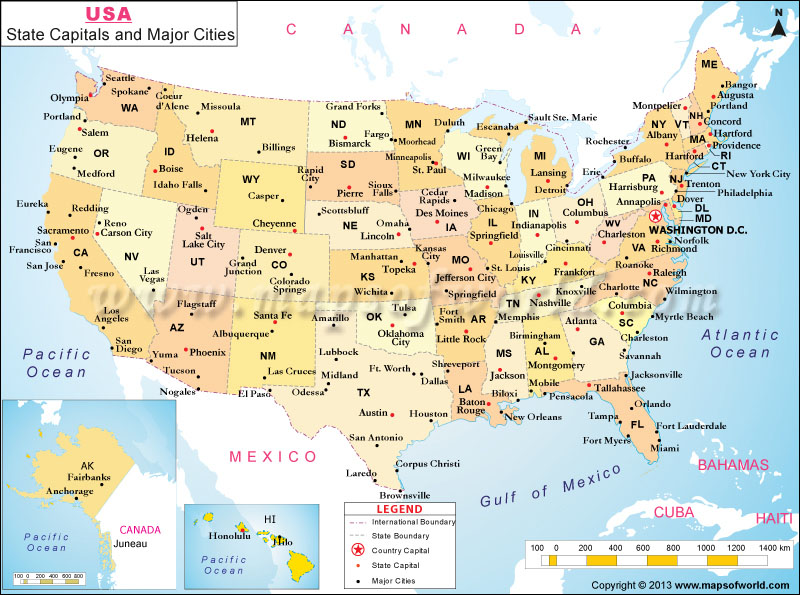 USA
State Capitals and Major Cities
C A N A D A
N
Seattle
Spokane
Coeur
d'Alene
Olympia
WA
Portland
Salem
Eugene
OR
Medford
Missoula
MT
Helena
Billings
ID
Boise
Idaho Falls
WY
Casper
Cheyenne
Grand Forks
ND
Fargo
Bismarck
SD
Rapid
City
Pierre
Sioux
Falls
MN
Duluth
Moorhead
Minneapolis
St. Paul
Escanaba
Sault Ste. Marie
WI
Green
Bay
Milwaukee
Madison
MI
Lansing
Detroit
ME
Bangor
Augusta
Portland
Montpelier
NH
VT
NY
Concord
MA
Albany
Hartford
Providence
Rochester
Buffalo
Hartford
RI
CT
Erie
New York City
PA
NJ
Harrisburg
Trenton
Philadelphia
Annapolis
Dover
DL
MD
WASHINGTON D.C.
Eureka
Redding
Reno
Sacramento
Carson City
San
Francisco
CA
NV
San Jose
Fresno
Las
Vegas
Los
Angeles
San
Diego
Ogden
Salt
Lake City
UT
Grand
Junction
Denver
CO
Colorado
Springs
Scottsbluff
NE
Omaha
Lincoln
Cedar
Rapids
Des Moines
IA
Chicago
IL
Springfield
IN
Indianapolis
OH
Columbus
Cincinnati
WV
Charleston
VA
Norfolk
Richmond
Roanoke
Manhattan
Kansas
City
Topeka
KS
Wichita
MO
Jefferson City
St. Louis
Springfield
Louisville
Frankfort
KY
Knoxville
TN
Nashville
Memphis
Raleigh
NC
Charlotte
Wilmington
Columbia
SC
Myrtle Beach
Charleston
Flagstaff
AZ
Phoenix
Yuma
Tucson
Nogales
Santa Fe
Albuquerque
NM
Las Cruces
El Paso
Amarillo
Tulsa
OK
Oklahoma
City
Fort
Smith
AR
Little Rock
Birmingham
AL
Montgomery
Mobile
Atlanta
GA
Savannah
MS
Jackson
Biloxi
Lubbock
Midland
Odessa
Ft. Worth
Dallas
TX
Austin
Houston
San Antonio
Laredo
Corpus Christi
Brownsville
Shreveport
LA
Baton
Rouge
New Orleans
Pensacola
Tallahassee
Jacksonville
Orlando
Tampa
FL
Fort Lauderdale
Fort Myers
Miami
Pacific
Ocean
Atlantic
Ocean
M E X I C O
Gulf of Mexico
BAHAMAS
CUBA
HAITI
www.mapsofworld.com
AK
Fairbanks
Anchorage
CANADA
Juneau
Pacific
Ocean
100 0 200 400 600 800
HI
Honolulu
Hilo
Pacific
Ocean
LEGEND
International Boundary
State Boundary
Country Capital
State Capital
Major Cities
100 0 200 400 600 800 1000 1400 km
Copyright © 2013 www.mapsofworld.com